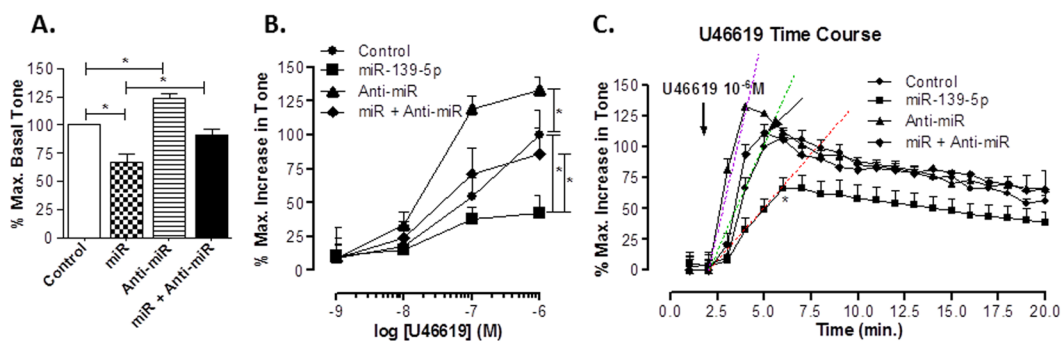 A.
% Max. Basal Tone
150
125
100
75
50
25
0
*
*
*
Control
miR
Anti-miR
miR + Anti-miR
B.
Control
miR-139-5p
Anti-miR
miR + Anti-miR
% Max. Increase in Tone
150
125
100
75
50
25
0
*
*
*
-9
-8
-7
-6
log [U46619] (M)
C.
U46619 Time Course
U46619 10⁻⁶M
Control
miR-139-5p
Anti-miR
miR + Anti-miR
% Max. Increase in Tone
150
125
100
75
50
25
0
*
0.0
2.5
5.0
7.5
10.0
12.5
15.0
17.5
20.0
Time (min.)